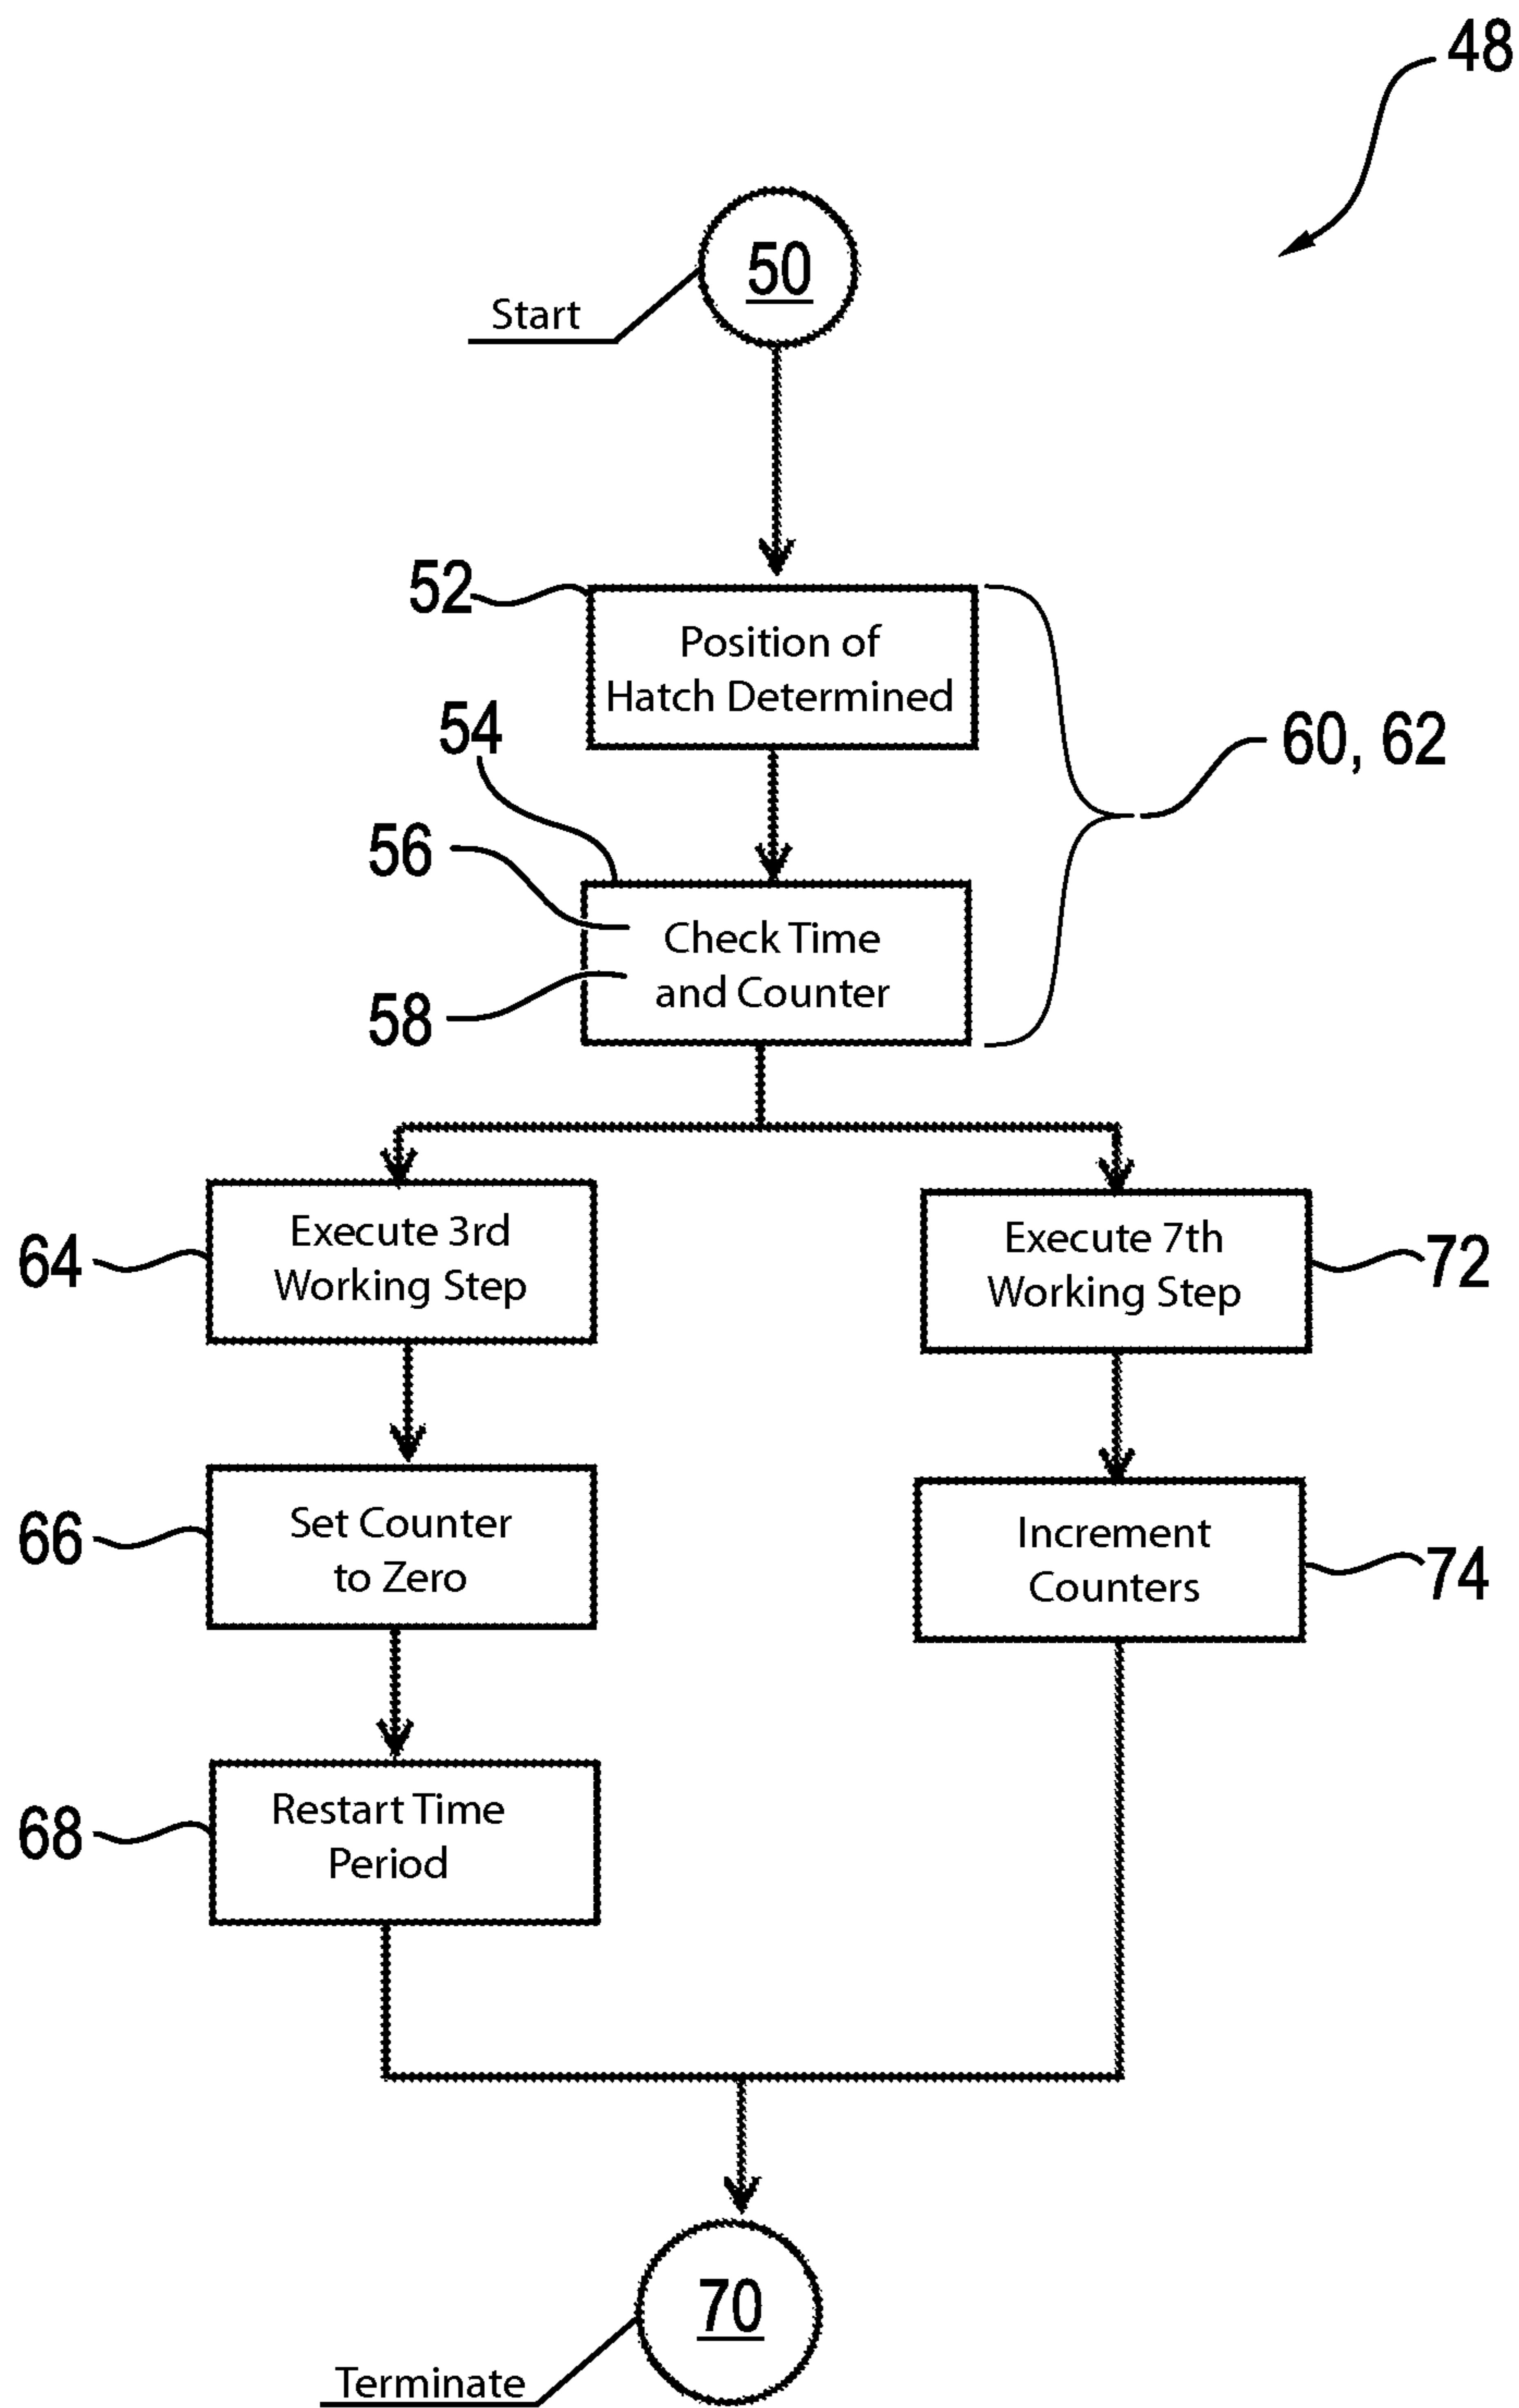 48
50
Start
52
Position of
Hatch Determined
54
60, 62
56
Check Time
and Counter
58
Execute 3rd
Working Step
64
Execute 7th
Working Step
72
Set Counter
to Zero
66
Increment
Counters
74
Restart Time
Period
68
70
Terminate